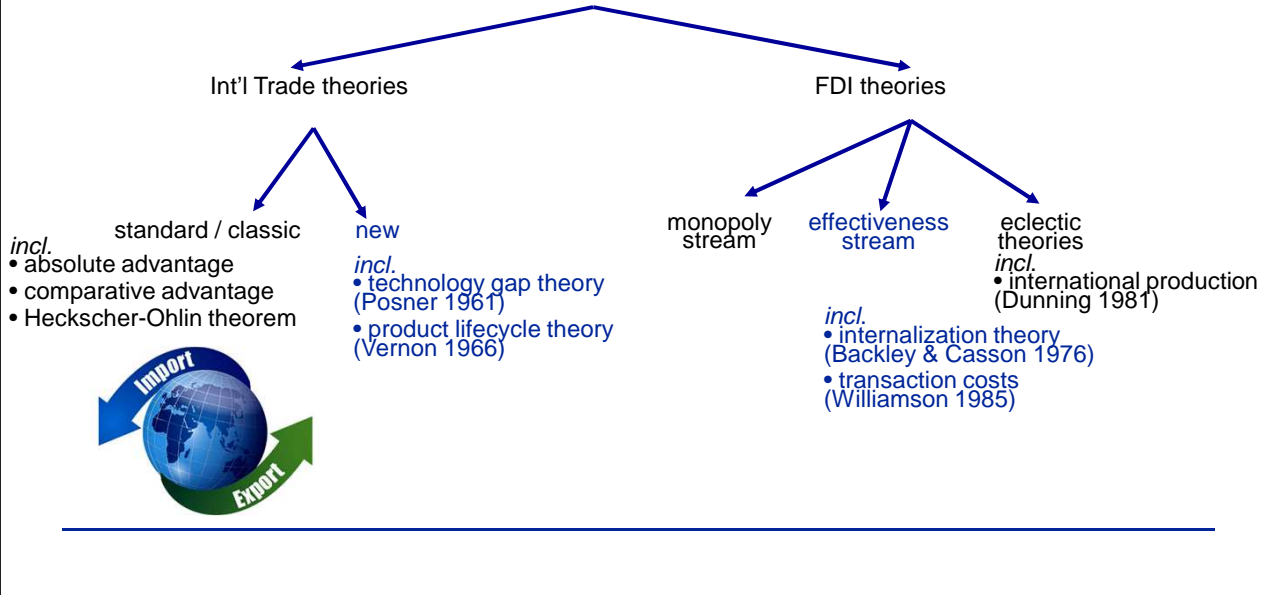 Int'l Trade theories
FDI theories
standard / classic
incl.
• absolute advantage
• comparative advantage
• Heckscher-Ohlin theorem
new
incl.
• technology gap theory
(Posner 1961)
• product lifecycle theory
(Vernon 1966)
monopoly
stream
effectiveness
stream
incl.
• internalization theory
(Backley & Casson 1976)
• transaction costs
(Williamson 1985)
eclectic
theories
incl.
• international production
(Dunning 1981)
Import
Export